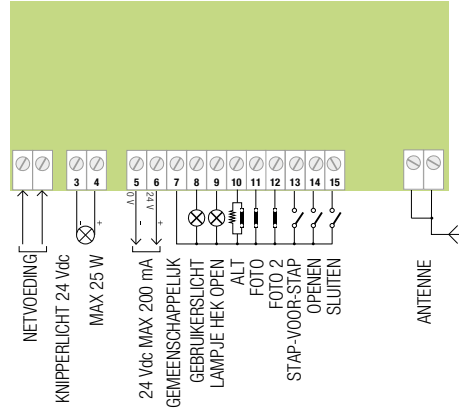 3 4 5 6 7 8 9 10 11 12 13 14 15
- +
0 V
-
24 V
+
NETVOEDING
KNIPPERLICHT 24 Vdc
MAX 25 W
24 Vdc MAX 200 mA
GEMEENSCHAPPELIJK
GEBRUIKERSLICHT
LAMPJE HEK OPEN
ALT
FOTO
FOTO 2
STAP-VOOR-STAP
OPENEN
SLUITEN
ANTENNE